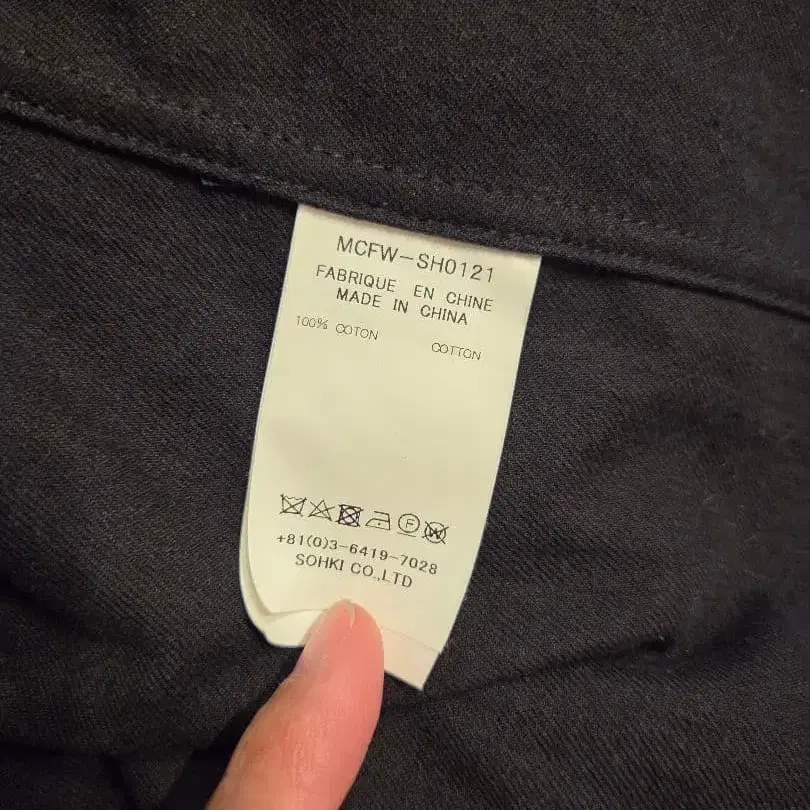 MCFW-SH0121
FABRIQUE EN CHINE
MADE IN CHINA
100% COTON COTTON
F W
+81(0)3-6419-7028
SOHKI CO.,LTD